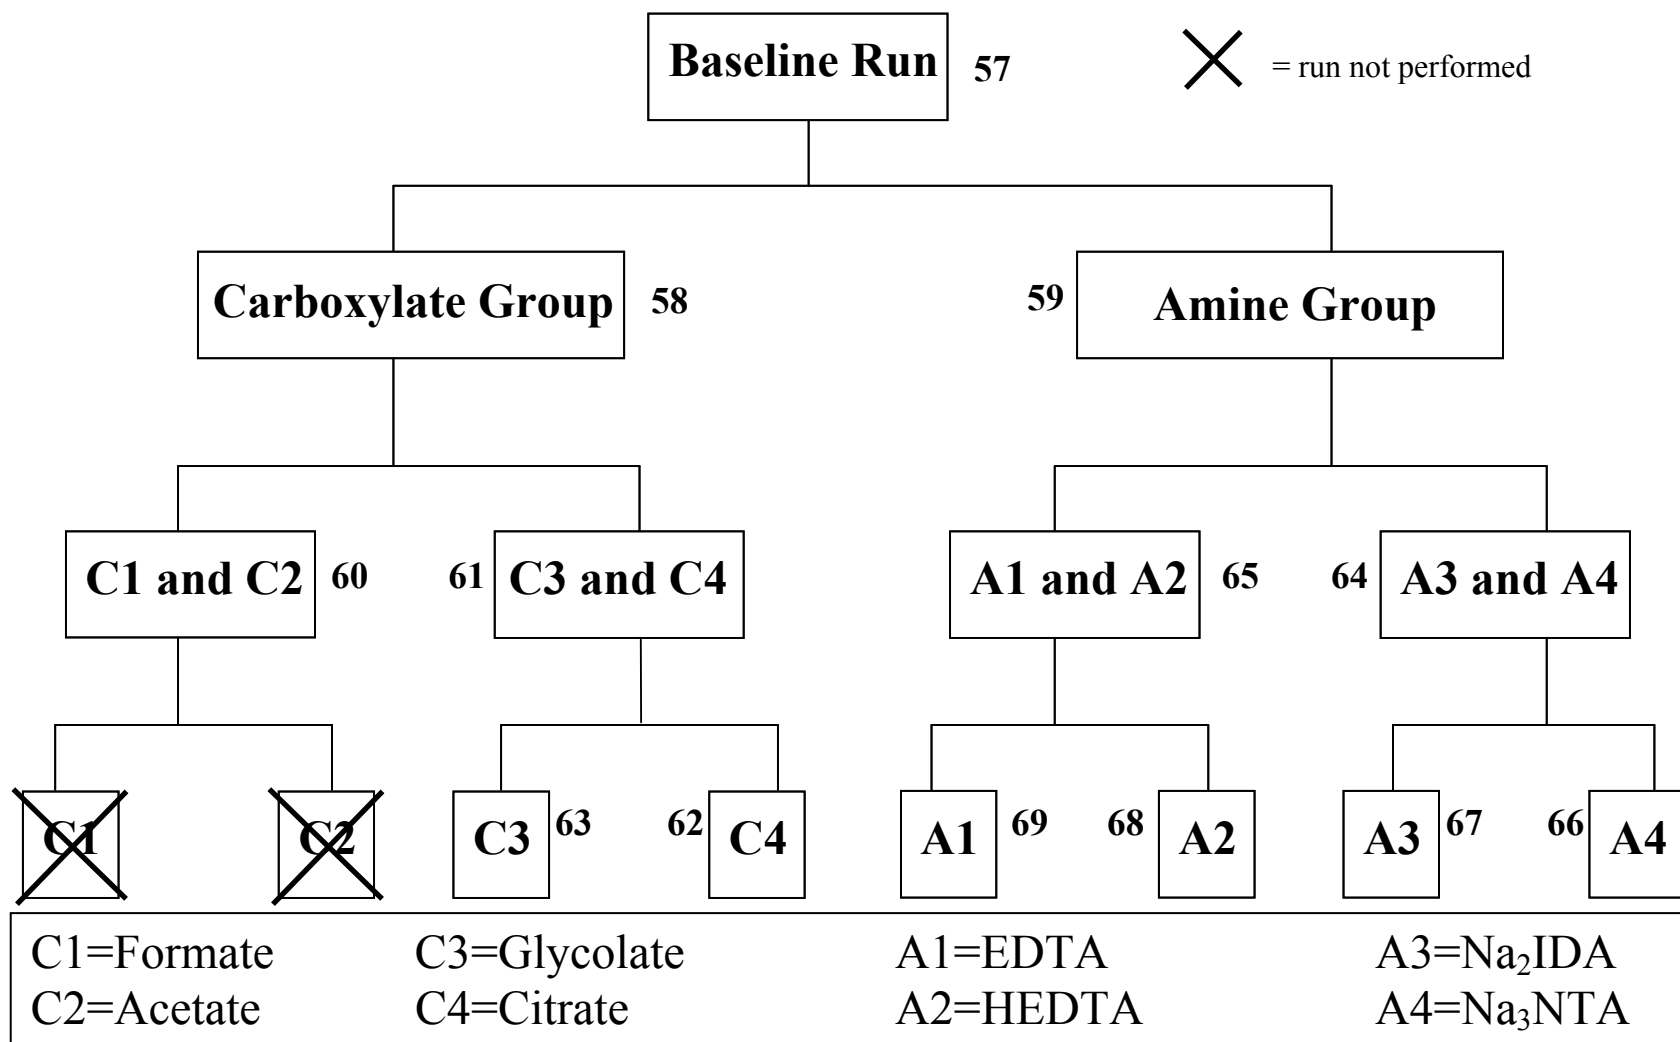 Baseline Run 57 = run not performed
Carboxylate Group 58 59 Amine Group
C1 and C2 60 61 C3 and C4 A1 and A2 65 64 A3 and A4
C1 C2 C3 63 62 C4 A1 69 68 A2 A3 67 66 A4
C1=Formate C3=Glycolate A1=EDTA A3=Na₂IDA
C2=Acetate C4=Citrate A2=HEDTA A4=Na₃NTA